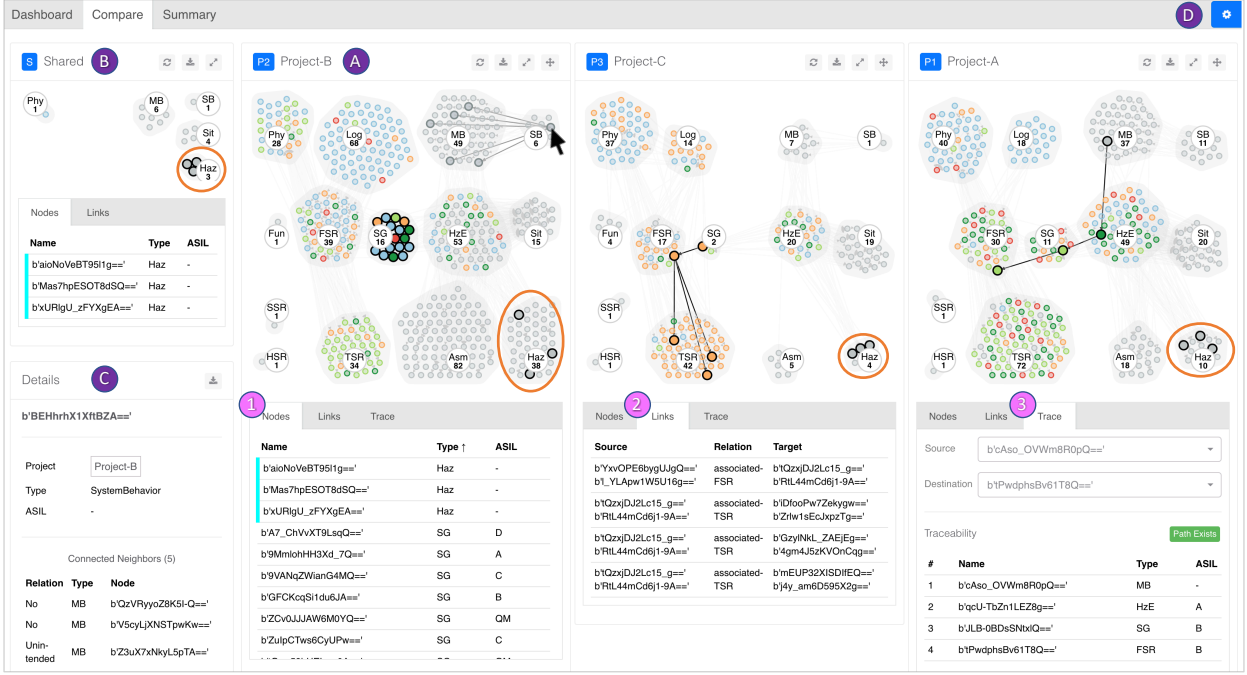 Dashboard Compare Summary D
S Shared B
Phy 1
MB 6
SB 1
Sit 4
Haz 3
Nodes Links
Name Type ASIL
b'aioNoVeBT95l1g==' Haz -
b'Mas7hpESOT8dSQ==' Haz -
b'xURlgU_zFYXgEA==' Haz -
Details C
b'BEHhrhX1XftBZA=='
Project Project-B
Type SystemBehavior
ASIL -
Connected Neighbors (5)
Relation Type Node
No MB b'QzVRyyoZ8K5I-Q=='
No MB b'V5cyLjXNSTpwKw=='
Unin-
tended MB b'Z3uX7xNkyL5pTA=='
P2 Project-B A
Phy 28
Log 68
MB 49
SB 6
Fun 1
FSR 39
SG 16
HzE 53
Sit 15
SSR 1
HSR 1
TSR 34
Asm 82
Haz 38
1
Nodes Links Trace
Name Type ↑ ASIL
b'aioNoVeBT95l1g==' Haz -
b'Mas7hpESOT8dSQ==' Haz -
b'xURlgU_zFYXgEA==' Haz -
b'A7_ChVvXT9LsqQ==' SG D
b'9MmlohHH3Xd_7Q==' SG A
b'9VANqZWianG4MQ==' SG C
b'GFCKcqSi1du6JA==' SG B
b'ZCv0JJJAW6M0YQ==' SG QM
b'ZuIpCTws6CyUPw==' SG C
P3 Project-C
Phy 37
Log 14
MB 7
SB 1
Fun 4
FSR 17
SG 2
HzE 20
Sit 19
SSR 1
HSR 1
TSR 42
Asm 5
Haz 4
2
Nodes Links Trace
Source Relation Target
b'YxvOPE6bygUJgQ==' associated- b'tQzxjDJ2Lc15_g=='
b'l_YLApw1W5U16g==' FSR b'RtL44mCd6j1-9A=='
b'tQzxjDJ2Lc15_g==' associated- b'iDfooPw7Zekygw=='
b'RtL44mCd6j1-9A==' TSR b'Zrlw1sEcJxpzTg=='
b'tQzxjDJ2Lc15_g==' associated- b'GzylNkL_ZAEjEg=='
b'RtL44mCd6j1-9A==' TSR b'4gm4J5zKVOnCqg=='
b'tQzxjDJ2Lc15_g==' associated- b'mEUP32XISDIfEQ=='
b'RtL44mCd6j1-9A==' TSR b'j4y_am6D595X2g=='
P1 Project-A
Phy 40
Log 18
MB 37
SB 11
Fun 1
FSR 30
SG 11
HzE 49
Sit 20
SSR 1
HSR 1
TSR 72
Asm 18
Haz 10
3
Nodes Links Trace
Source b'cAso_OVWm8R0pQ=='
Destination b'tPwdphsBv61T8Q=='
Traceability Path Exists
# Name Type ASIL
1 b'cAso_OVWm8R0pQ==' MB -
2 b'qcU-TbZn1LEZ8g==' HzE A
3 b'JLB-0BDsSNtxIQ==' SG B
4 b'tPwdphsBv61T8Q==' FSR B